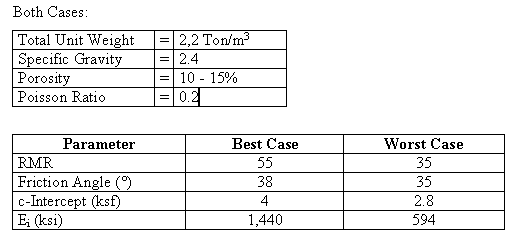 Both Cases:
Total Unit Weight = 2,2 Ton/m³
Specific Gravity = 2.4
Porosity = 10 - 15%
Poisson Ratio = 0.2
Parameter Best Case Worst Case
RMR 55 35
Friction Angle (º) 38 35
c-Intercept (ksf) 4 2.8
Eᵢ (ksi) 1,440 594